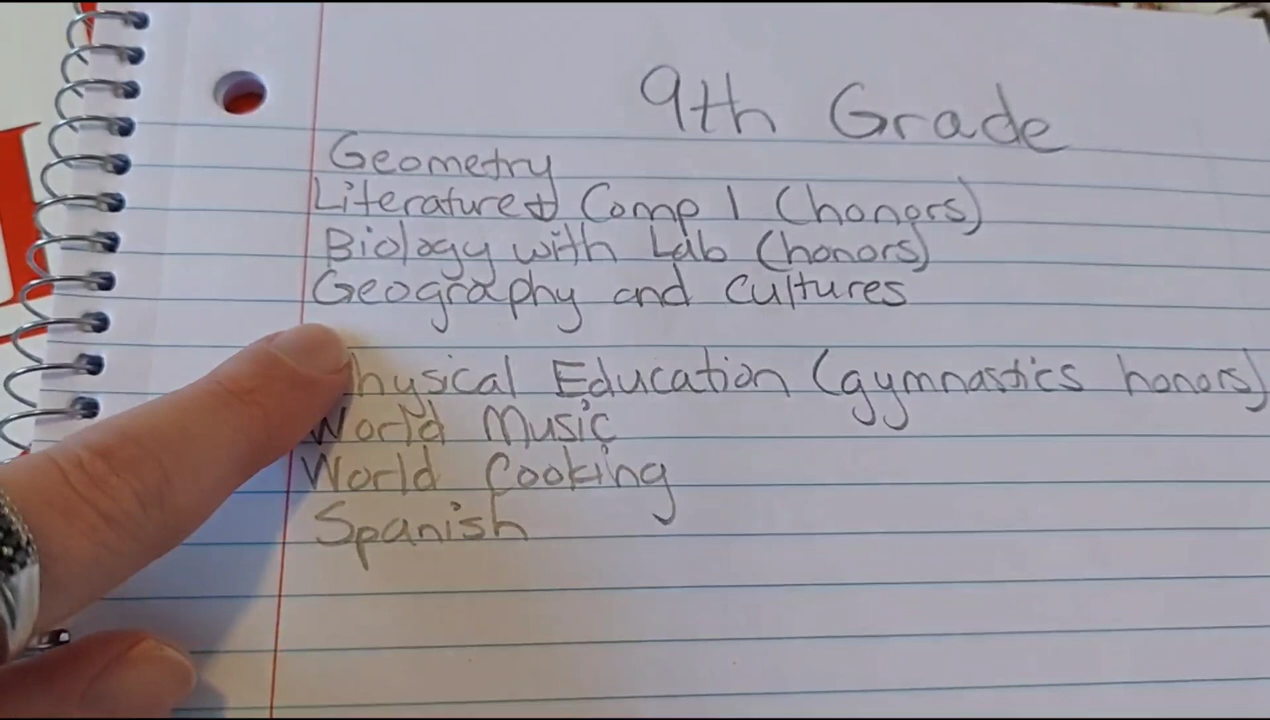 9th Grade
Geometry
Literature & Comp 1 (honors)
Biology with Lab (honors)
Geography and Cultures
Physical Education (gymnastics honors)
World Music
World Cooking
Spanish